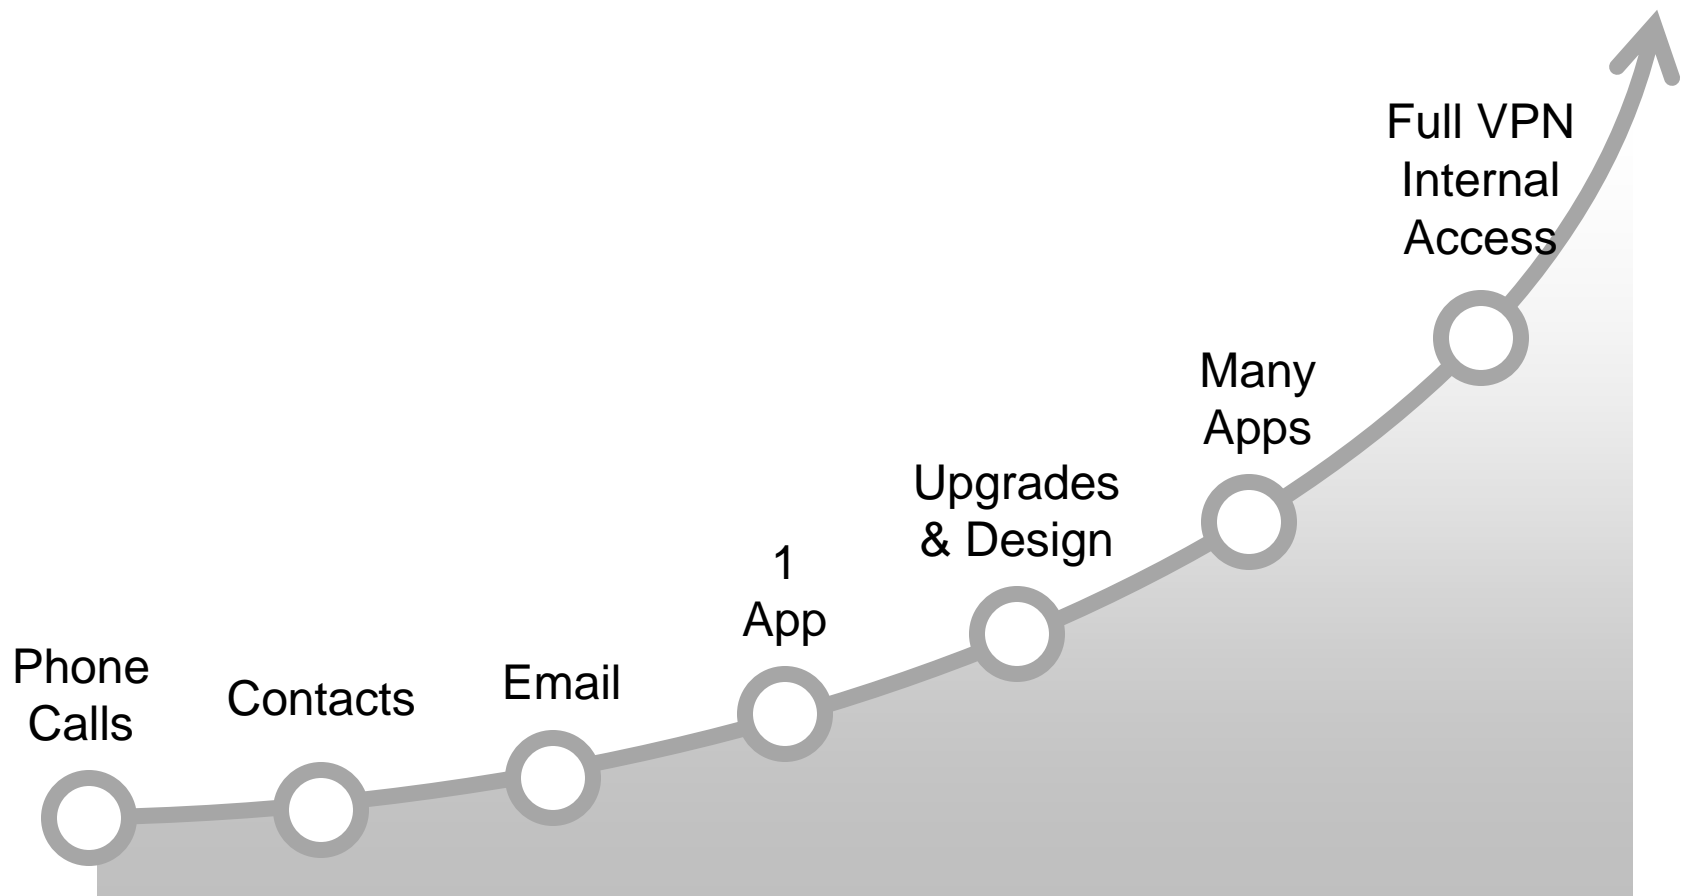 Phone
Calls
Contacts
Email
1
App
Upgrades
& Design
Many
Apps
Full VPN
Internal
Access